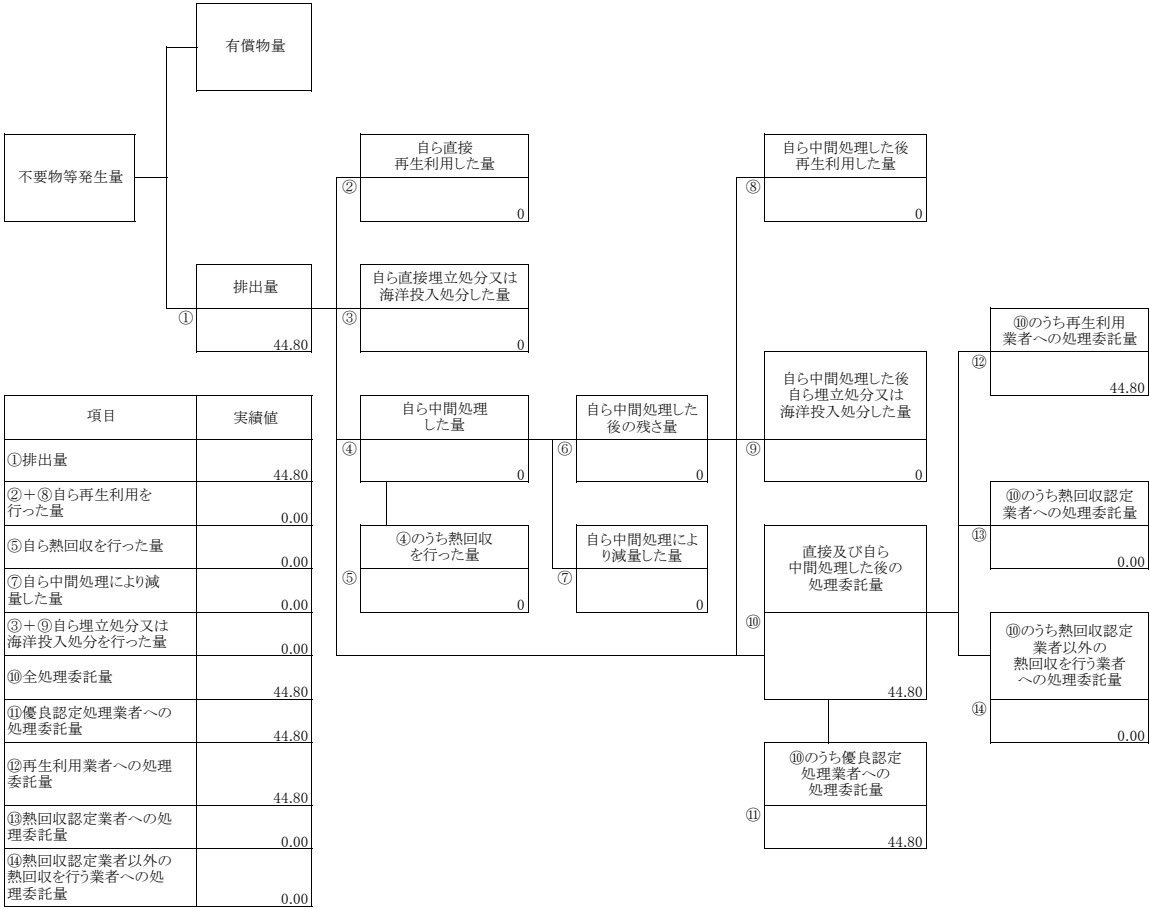 有償物量
不要物等発生量
自ら直接
再生利用した量
②
0
自ら中間処理した後
再生利用した量
⑧
0
排出量
①
44.80
自ら直接埋立処分又は
海洋投入処分した量
③
0
⑩のうち再生利用
業者への処理委託量
⑫
44.80
自ら中間処理
した量
④
0
自ら中間処理した
後の残さ量
⑥
0
自ら中間処理した後
自ら埋立処分又は
海洋投入処分した量
⑨
0
④のうち熱回収
を行った量
⑤
0
自ら中間処理によ
り減量した量
⑦
0
直接及び自ら
中間処理した後の
処理委託量
⑩
44.80
⑩のうち熱回収認定
業者への処理委託量
⑬
0.00
⑩のうち熱回収認定
業者以外の
熱回収を行う業者
への処理委託量
⑭
0.00
⑩のうち優良認定
処理業者への
処理委託量
⑪
44.80
項目
実績値
①排出量
44.80
②+⑧自ら再生利用を
行った量
0.00
⑤自ら熱回収を行った量
0.00
⑦自ら中間処理により減
量した量
0.00
③+⑨自ら埋立処分又は
海洋投入処分を行った量
0.00
⑩全処理委託量
44.80
⑪優良認定処理業者への
処理委託量
44.80
⑫再生利用業者への処理
委託量
44.80
⑬熱回収認定業者への処
理委託量
0.00
⑭熱回収認定業者以外の
熱回収を行う業者への処
理委託量
0.00